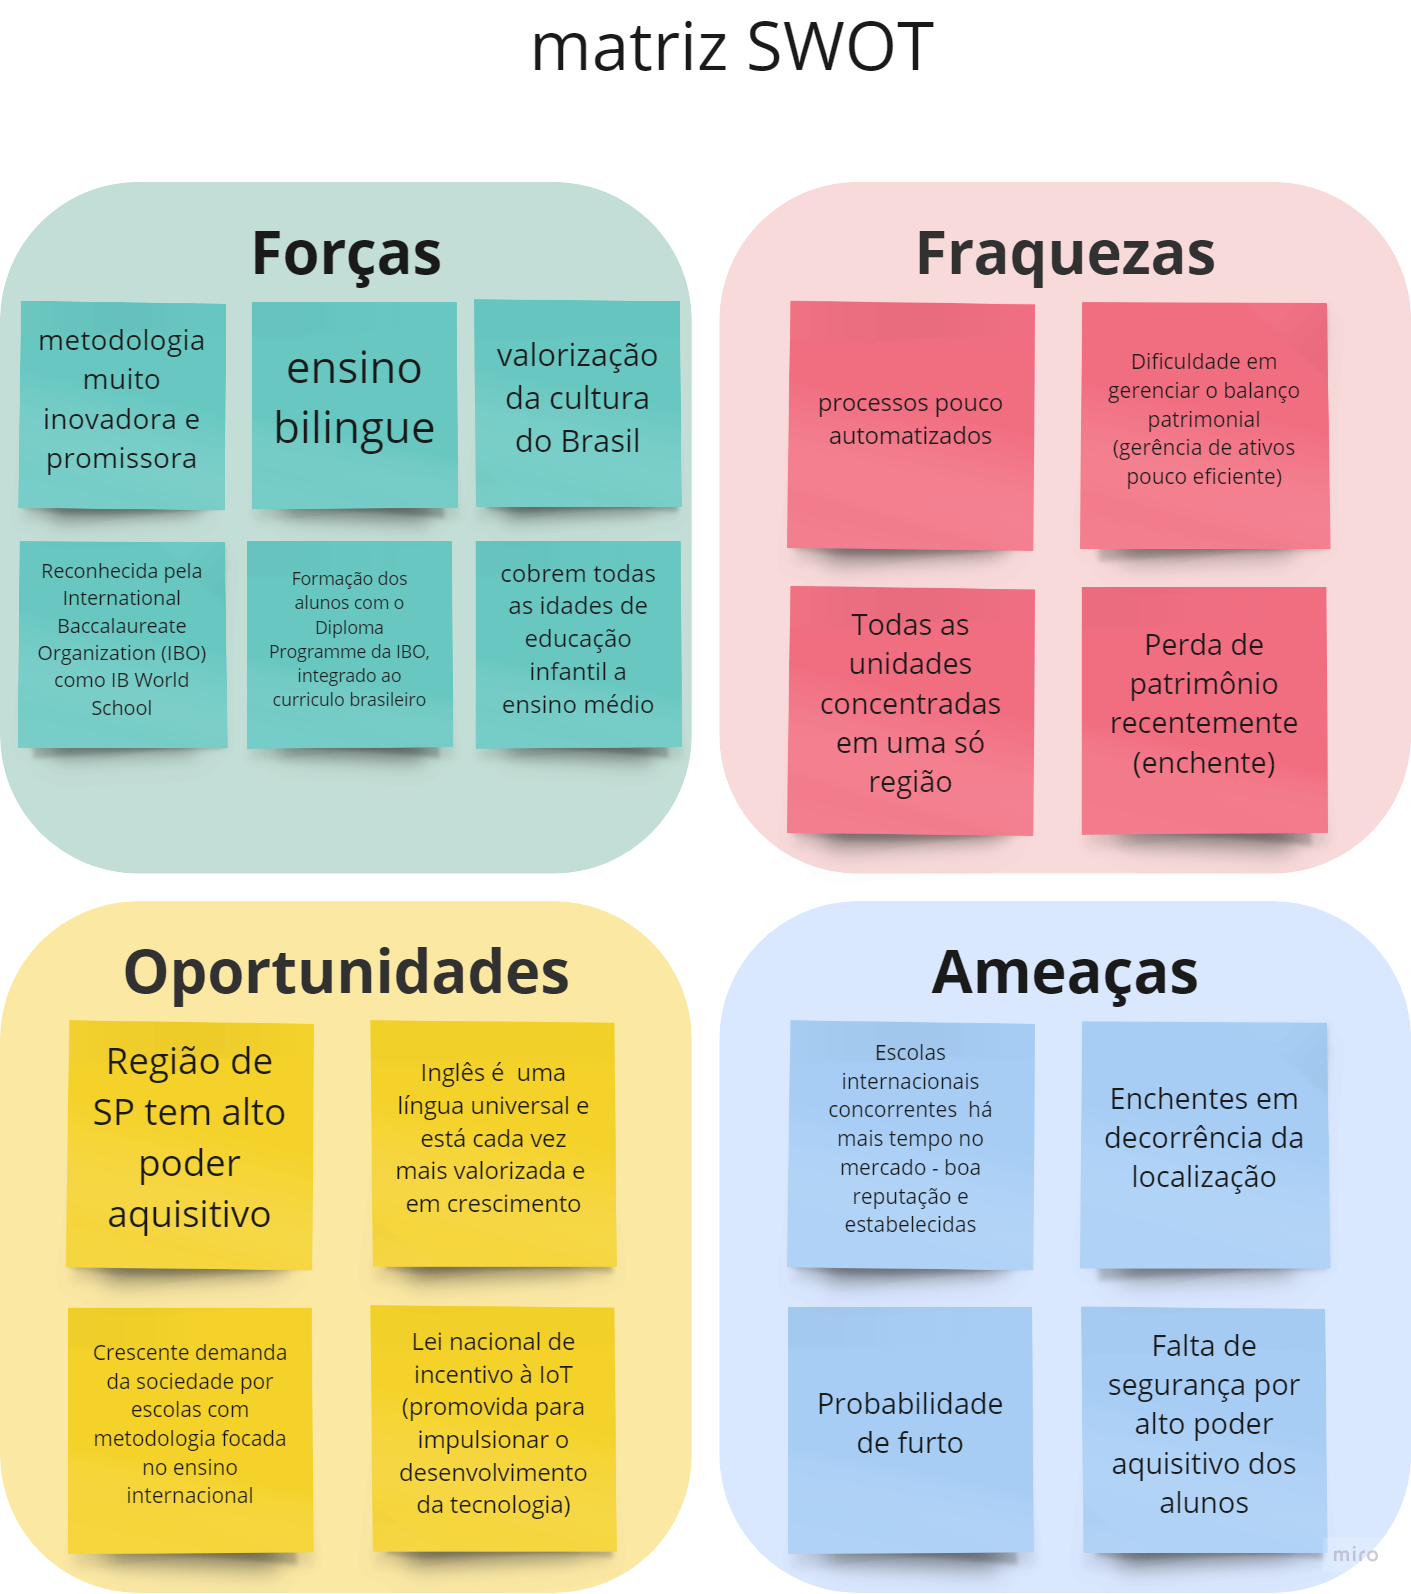 matriz SWOT
Forças
metodologia
muito
inovadora e
promissora
ensino
bilingue
valorização
da cultura
do Brasil
Reconhecida pela
International
Baccalaureate
Organization (IBO)
como IB World
School
Formação dos
alunos com o
Diploma
Programme da IBO,
integrado ao
curriculo brasileiro
cobrem todas
as idades de
educação
infantil a
ensino médio
Fraquezas
processos pouco
automatizados
Dificuldade em
gerenciar o balanço
patrimonial
(gerência de ativos
pouco eficiente)
Todas as
unidades
concentradas
em uma só
região
Perda de
patrimônio
recentemente
(enchente)
Oportunidades
Região de
SP tem alto
poder
aquisitivo
Inglês é  uma
língua universal e
está cada vez
mais valorizada e
em crescimento
Crescente demanda
da sociedade por
escolas com
metodologia focada
no ensino
internacional
Lei nacional de
incentivo à IoT
(promovida para
impulsionar o
desenvolvimento
da tecnologia)
Ameaças
Escolas
internacionais
concorrentes  há
mais tempo no
mercado - boa
reputação e
estabelecidas
Enchentes em
decorrência da
localização
Probabilidade
de furto
Falta de
segurança por
alto poder
aquisitivo dos
alunos
miro